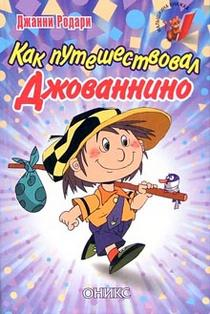 Джанни Родари
Как путешествовал
Джованнино
ОНИКС